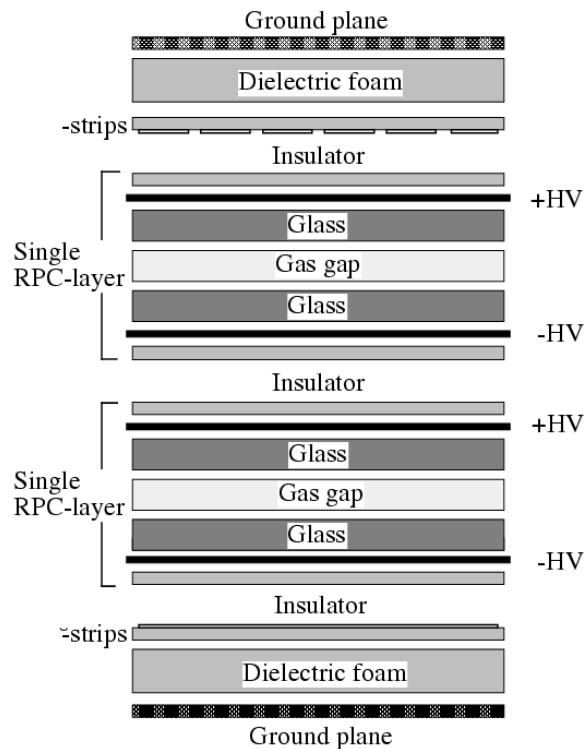 Ground plane
Dielectric foam
-strips
Insulator
+HV
Glass
Single
RPC-layer
Gas gap
Glass
-HV
Insulator
+HV
Glass
Single
RPC-layer
Gas gap
Glass
-HV
Insulator
-strips
Dielectric foam
Ground plane